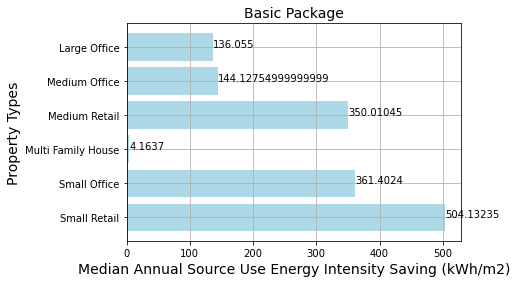 Basic Package
Property Types
Large Office
136.055
Medium Office
144.12754999999999
Medium Retail
350.01045
Multi Family House
4.1637
Small Office
361.4024
Small Retail
504.13235
0 100 200 300 400 500
Median Annual Source Use Energy Intensity Saving (kWh/m2)